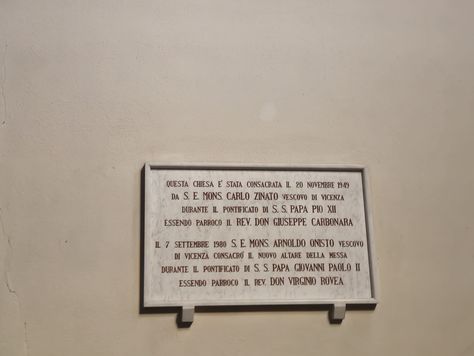 QUESTA CHIESA E' STATA CONSACRATA IL 20 NOVEMBRE 1949
DA S. E. MONS. CARLO ZINATO VESCOVO DI VICENZA
DURANTE IL PONTIFICATO DI S. S. PAPA PIO XII
ESSENDO PARROCO IL REV. DON GIUSEPPE CARBONARA
IL 7 SETTEMBRE 1980 S. E. MONS. ARNOLDO ONISTO VESCOVO
DI VICENZA CONSACRO' IL NUOVO ALTARE DELLA MESSA
DURANTE IL PONTIFICATO DI S. S. PAPA GIOVANNI PAOLO II
ESSENDO PARROCO IL REV. DON VIRGINIO ROVEA